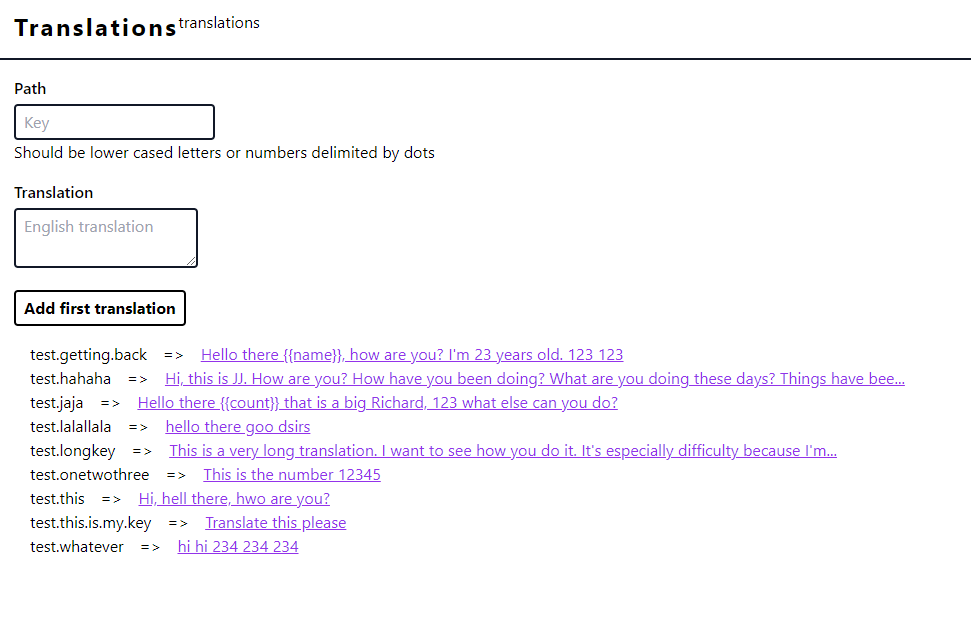 Translations translations
Path
Key
Should be lower cased letters or numbers delimited by dots
Translation
English translation
Add first translation
test.getting.back => Hello there {{name}}, how are you? I'm 23 years old. 123 123
test.hahaha => Hi, this is JJ. How are you? How have you been doing? What are you doing these days? Things have bee...
test.jaja => Hello there {{count}} that is a big Richard, 123 what else can you do?
test.lalallala => hello there goo dsirs
test.longkey => This is a very long translation. I want to see how you do it. It's especially difficulty because I'm...
test.onetwothree => This is the number 12345
test.this => Hi, hell there, hwo are you?
test.this.is.my.key => Translate this please
test.whatever => hi hi 234 234 234